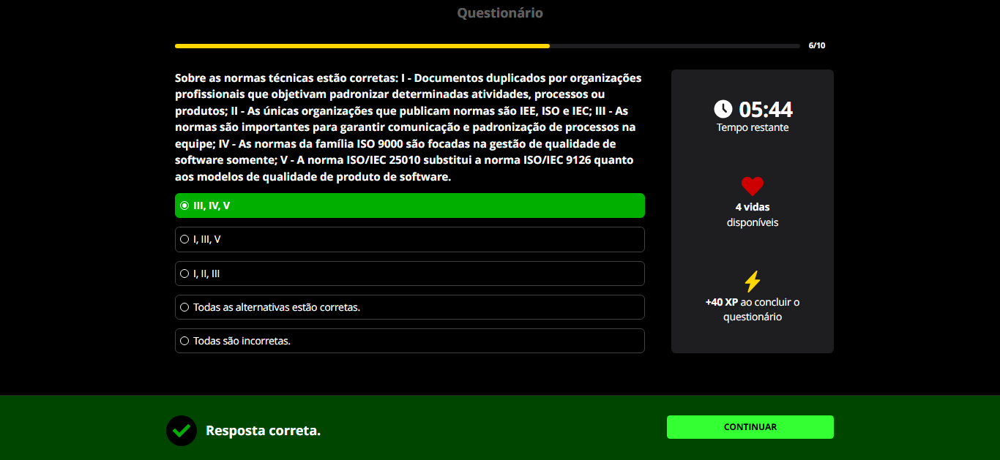 Questionário
6/10
Sobre as normas técnicas estão corretas: I - Documentos duplicados por organizações
profissionais que objetivam padronizar determinadas atividades, processos ou
produtos; II - As únicas organizações que publicam normas são IEE, ISO e IEC; III - As
normas são importantes para garantir comunicação e padronização de processos na
equipe; IV - As normas da família ISO 9000 são focadas na gestão de qualidade de
software somente; V - A norma ISO/IEC 25010 substitui a norma ISO/IEC 9126 quanto
aos modelos de qualidade de produto de software.
III, IV, V
I, III, V
I, II, III
Todas as alternativas estão corretas.
Todas são incorretas.
05:44
Tempo restante
4 vidas
disponíveis
+40 XP ao concluir o
questionário
Resposta correta.
CONTINUAR